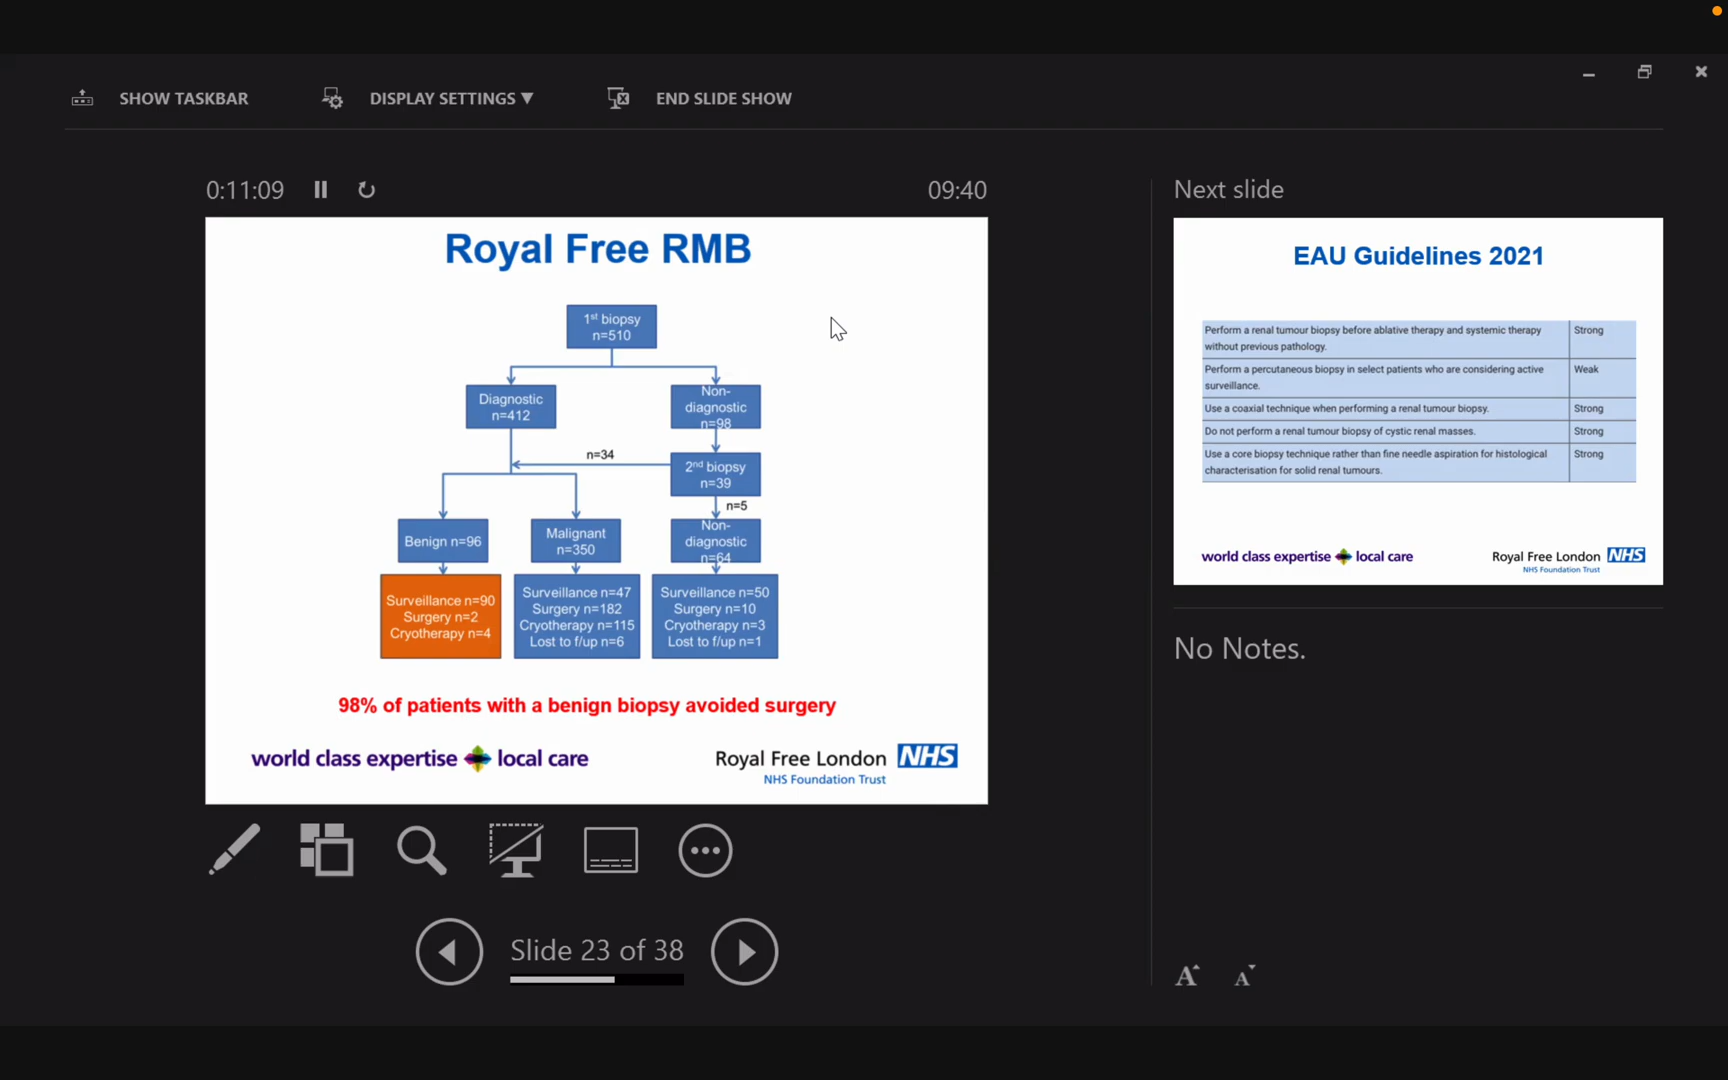 SHOW TASKBAR
DISPLAY SETTINGS ▼
END SLIDE SHOW
0:11:09
09:40
Royal Free RMB
1st biopsy
n=510
Diagnostic
n=412
Non-
diagnostic
n=98
n=34
2nd biopsy
n=39
n=5
Benign n=96
Malignant
n=350
Non-
diagnostic
n=64
Surveillance n=90
Surgery n=2
Cryotherapy n=4
Surveillance n=47
Surgery n=182
Cryotherapy n=115
Lost to f/up n=6
Surveillance n=50
Surgery n=10
Cryotherapy n=3
Lost to f/up n=1
98% of patients with a benign biopsy avoided surgery
world class expertise local care
Royal Free London NHS
NHS Foundation Trust
Slide 23 of 38
Next slide
EAU Guidelines 2021
Perform a renal tumour biopsy before ablative therapy and systemic therapy
without previous pathology.
Strong
Perform a percutaneous biopsy in select patients who are considering active
surveillance.
Weak
Use a coaxial technique when performing a renal tumour biopsy.
Strong
Do not perform a renal tumour biopsy of cystic renal masses.
Strong
Use a core biopsy technique rather than fine needle aspiration for histological
characterisation for solid renal tumours.
Strong
world class expertise local care
Royal Free London NHS
NHS Foundation Trust
No Notes.
A A